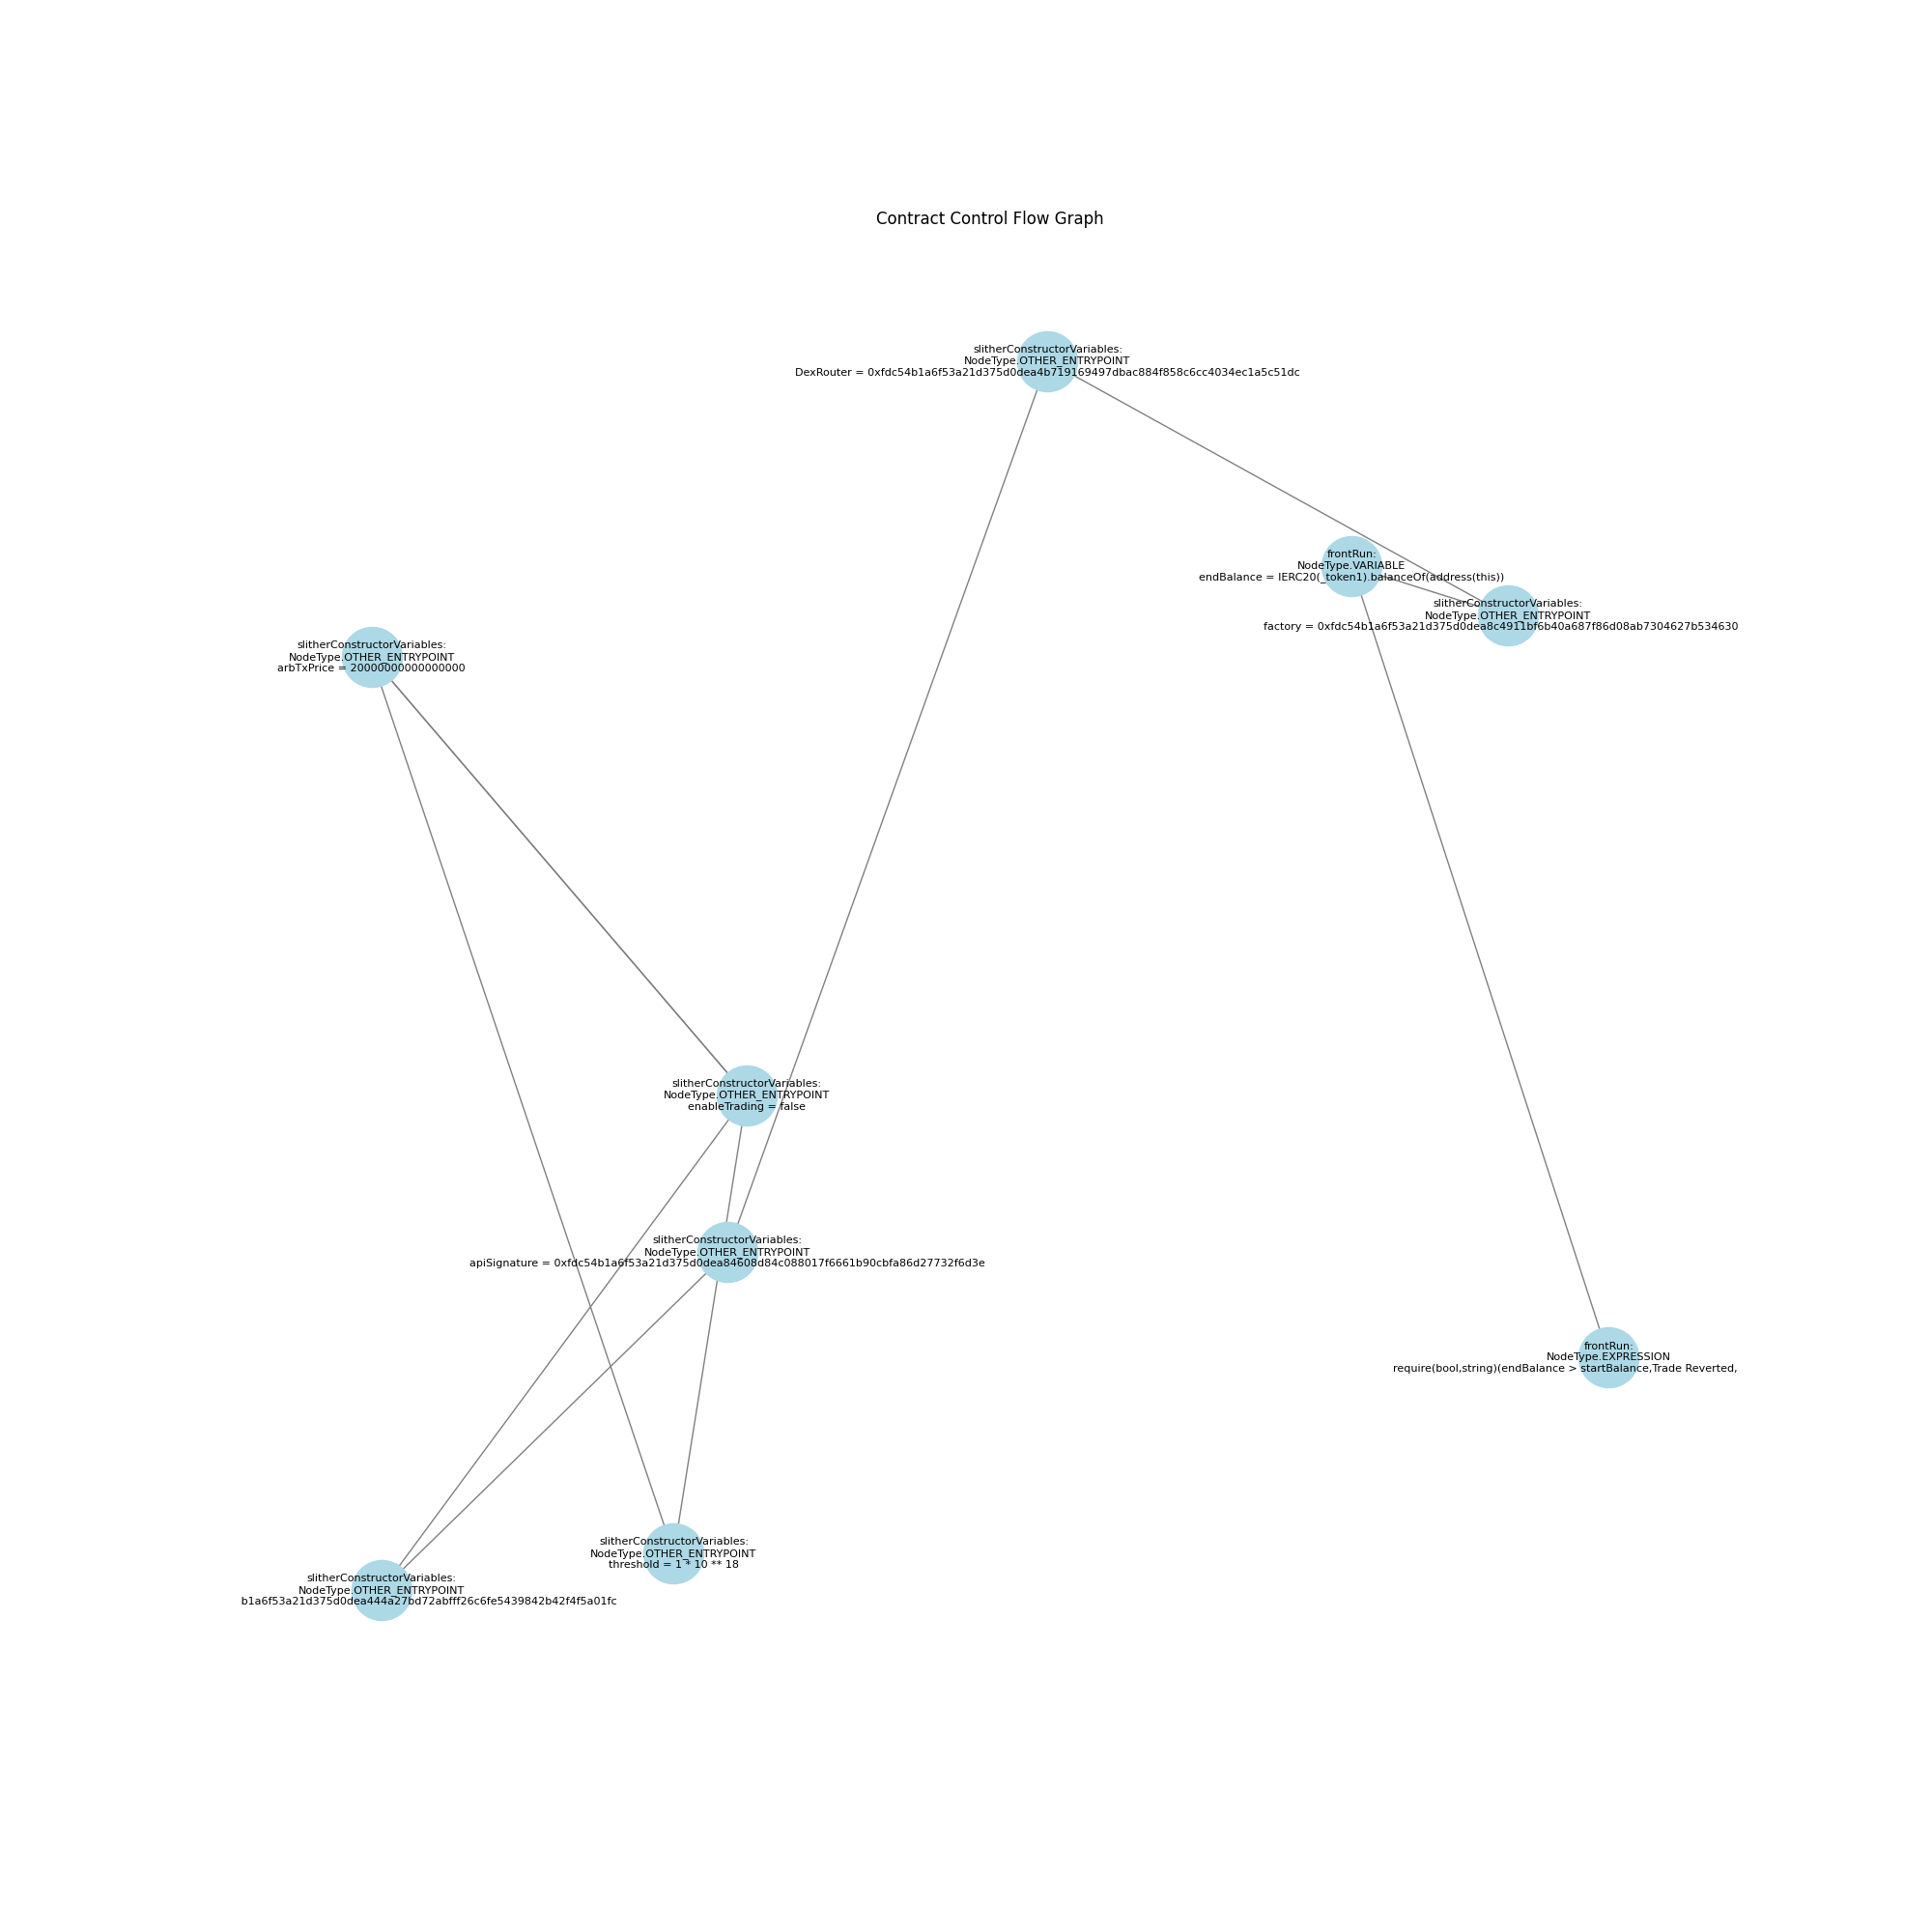 Contract Control Flow Graph
slitherConstructorVariables:
NodeType.OTHER_ENTRYPOINT
DexRouter = 0xfdc54b1a6f53a21d375d0dea4b719169497dbac884f858c6cc4034ec1a5c51dc
frontRun:
NodeType.VARIABLE
endBalance = IERC20(_token1).balanceOf(address(this))
slitherConstructorVariables:
NodeType.OTHER_ENTRYPOINT
factory = 0xfdc54b1a6f53a21d375d0dea8c4911bf6b40a687f86d08ab7304627b534630
slitherConstructorVariables:
NodeType.OTHER_ENTRYPOINT
arbTxPrice = 20000000000000000
slitherConstructorVariables:
NodeType.OTHER_ENTRYPOINT
enableTrading = false
slitherConstructorVariables:
NodeType.OTHER_ENTRYPOINT
apiSignature = 0xfdc54b1a6f53a21d375d0dea84608d84c088017f6661b90cbfa86d27732f6d3e
frontRun:
NodeType.EXPRESSION
require(bool,string)(endBalance > startBalance,Trade Reverted,
slitherConstructorVariables:
NodeType.OTHER_ENTRYPOINT
threshold = 1 * 10 ** 18
slitherConstructorVariables:
NodeType.OTHER_ENTRYPOINT
b1a6f53a21d375d0dea444a27bd72abfff26c6fe5439842b42f4f5a01fc